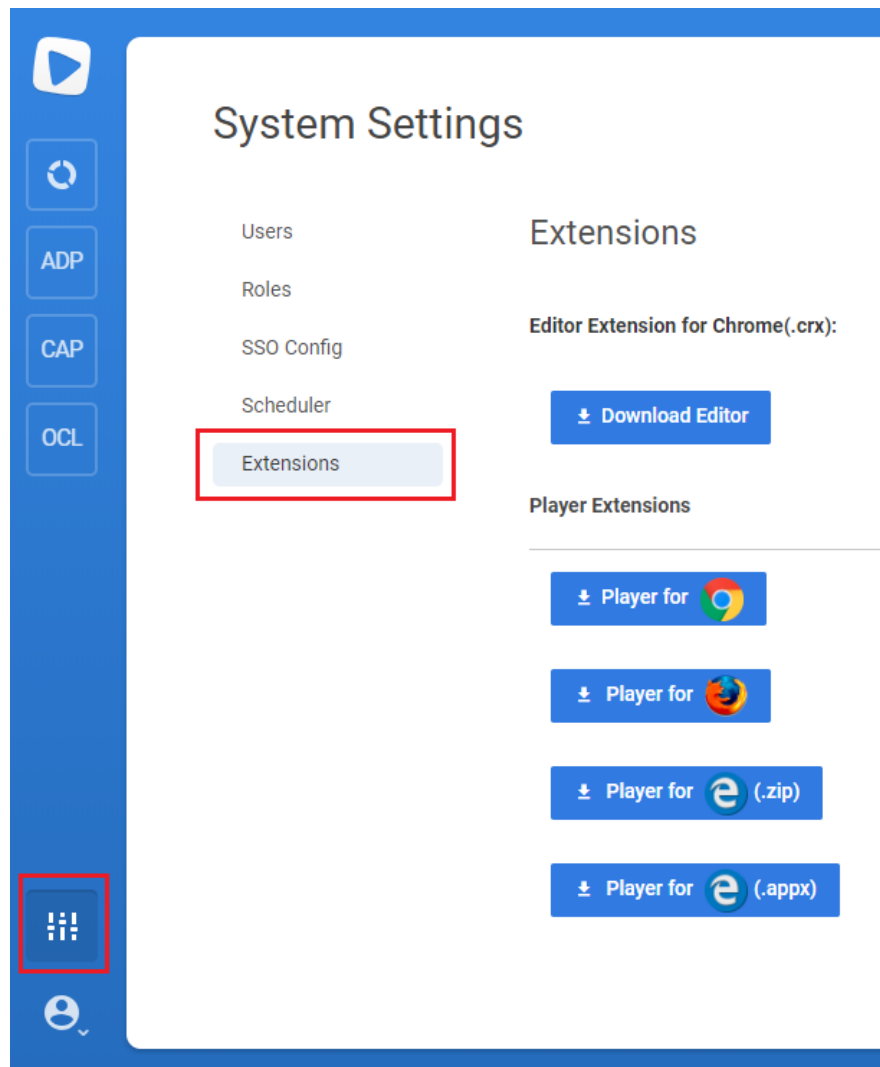 System Settings
ADP
CAP
OCL
Users
Roles
SSO Config
Scheduler
Extensions
Extensions
Editor Extension for Chrome(.crx):
Download Editor
Player Extensions
Player for
Player for
Player for (.zip)
Player for (.appx)